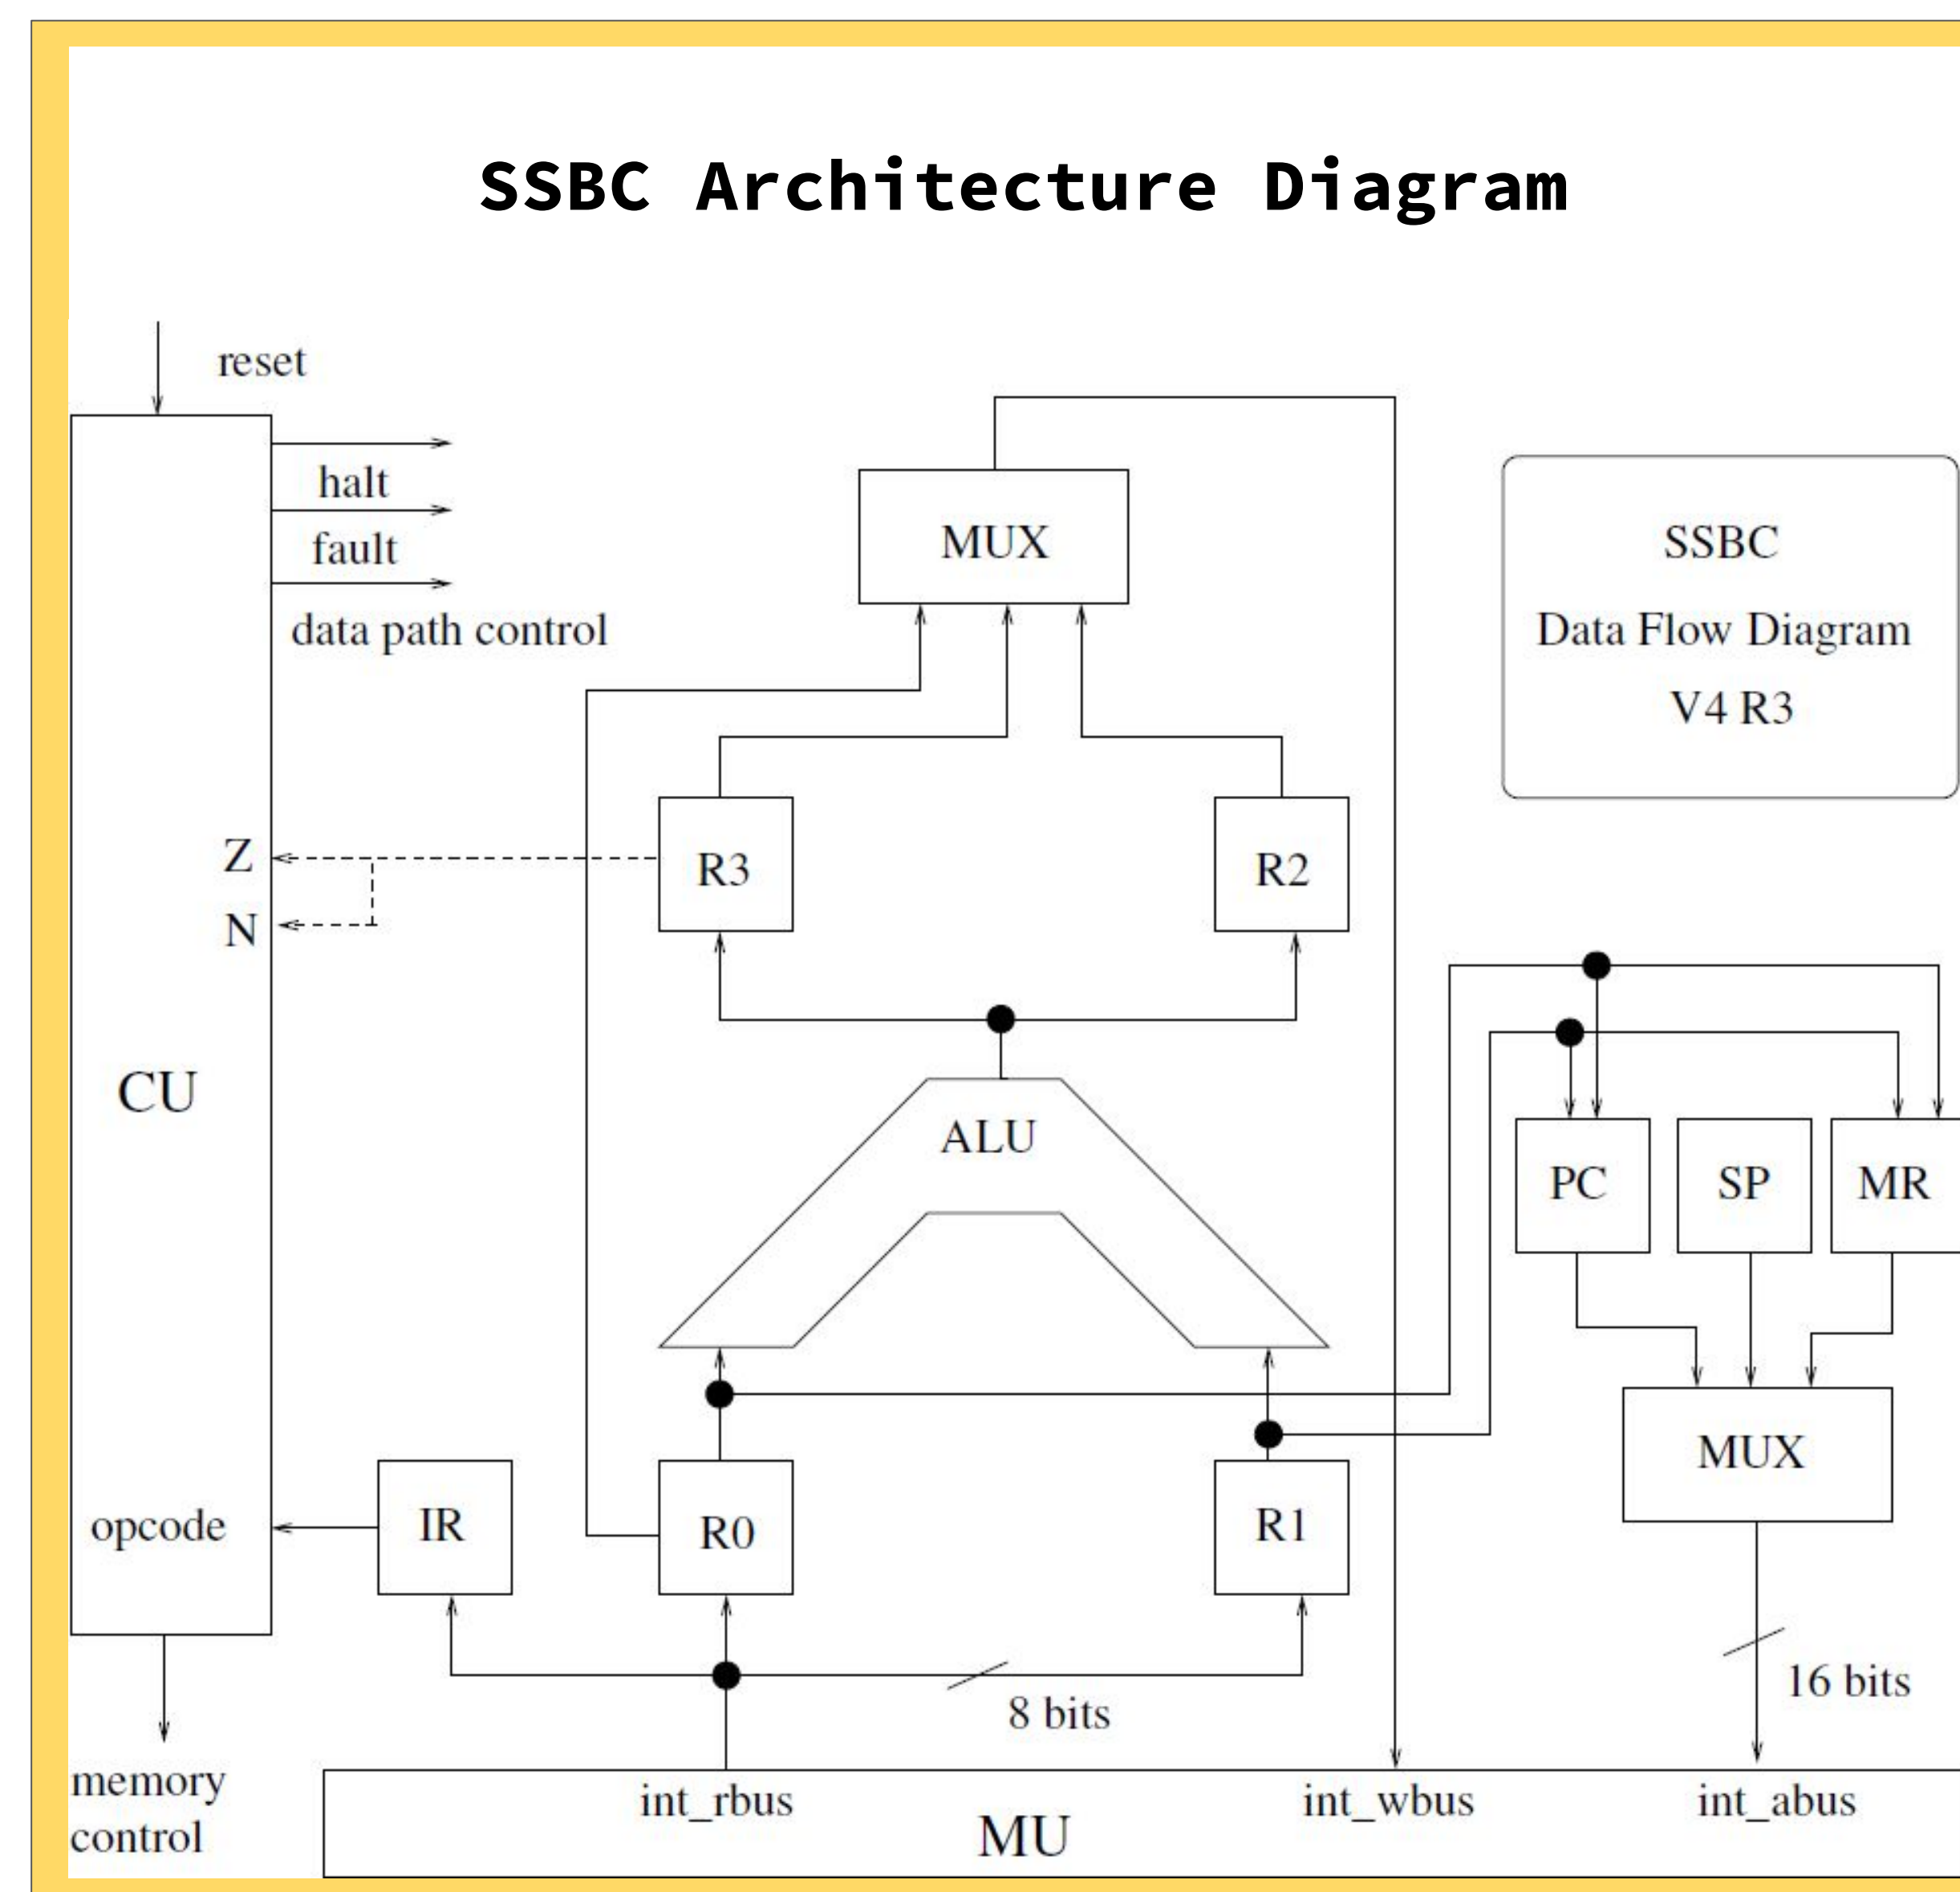 SSBC Architecture Diagram
reset
halt
fault
data path control
MUX
SSBC
Data Flow Diagram
V4 R3
Z
N
R3
R2
CU
ALU
PC
SP
MR
MUX
opcode
IR
R0
R1
8 bits
16 bits
memory
control
int_rbus
int_wbus
int_abus
MU